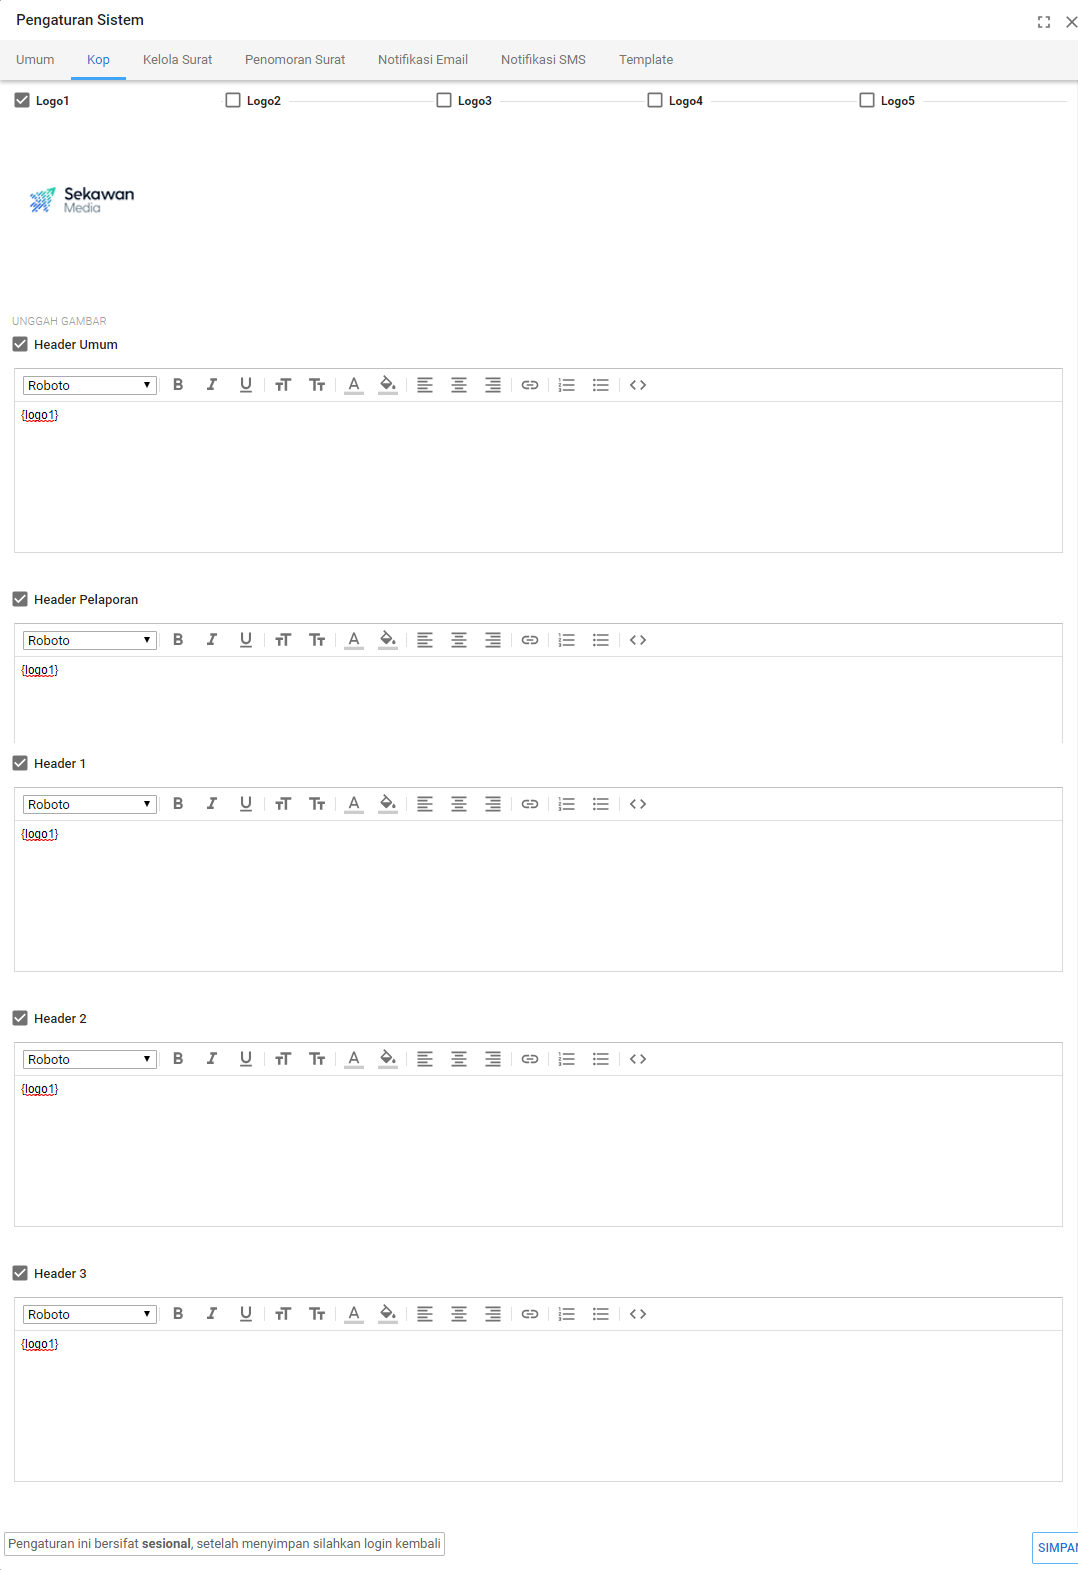 Pengaturan Sistem
Umum Kop Kelola Surat Penomoran Surat Notifikasi Email Notifikasi SMS Template
Logo1 Logo2 Logo3 Logo4 Logo5
Sekawan
Media
UNGGAH GAMBAR
Header Umum
Roboto
{logo1}
Header Pelaporan
Roboto
{logo1}
Header 1
Roboto
{logo1}
Header 2
Roboto
{logo1}
Header 3
Roboto
{logo1}
Pengaturan ini bersifat sesional, setelah menyimpan silahkan login kembali
SIMPAN